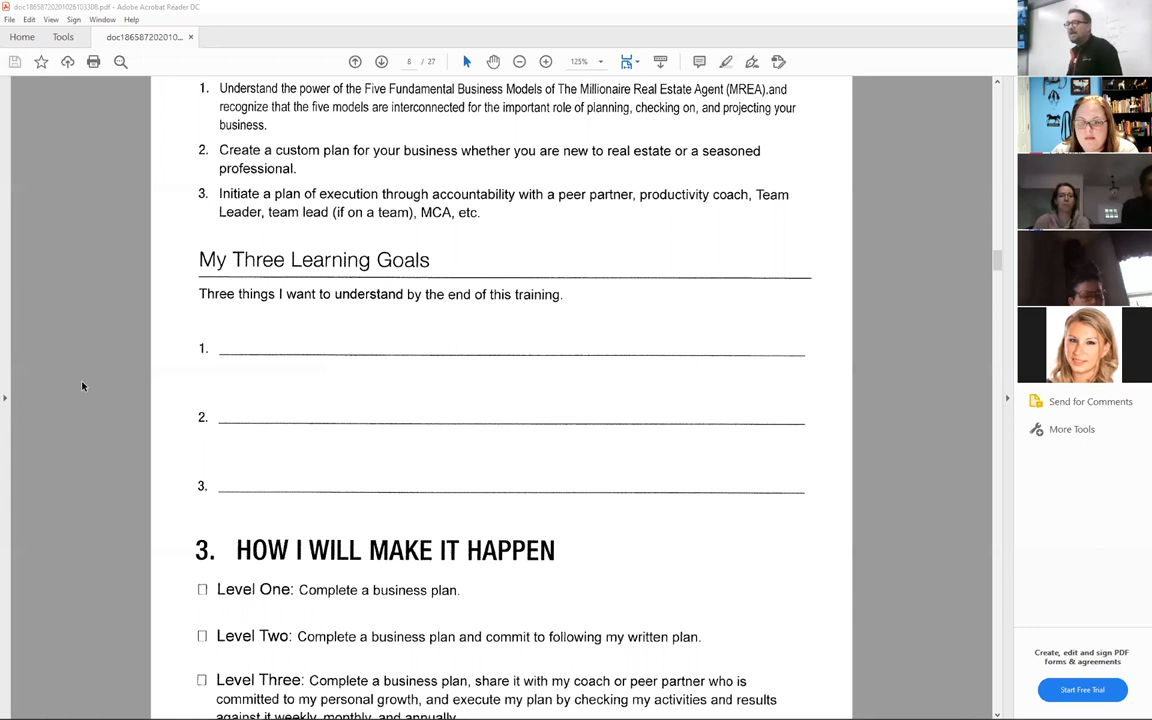 doc18658720201026103308.pdf - Adobe Acrobat Reader DC
File Edit View Sign Window Help
Home Tools doc186587202010... ×
8 / 27 125%
1. Understand the power of the Five Fundamental Business Models of The Millionaire Real Estate Agent (MREA).and
recognize that the five models are interconnected for the important role of planning, checking on, and projecting your
business.
2. Create a custom plan for your business whether you are new to real estate or a seasoned
professional.
3. Initiate a plan of execution through accountability with a peer partner, productivity coach, Team
Leader, team lead (if on a team), MCA, etc.
My Three Learning Goals
Three things I want to understand by the end of this training.
1.
2.
3.
3. HOW I WILL MAKE IT HAPPEN
Level One: Complete a business plan.
Level Two: Complete a business plan and commit to following my written plan.
Level Three: Complete a business plan, share it with my coach or peer partner who is
committed to my personal growth, and execute my plan by checking my activities and results
against it weekly, monthly, and annually.
Send for Comments
More Tools
Create, edit and sign PDF
forms & agreements
Start Free Trial